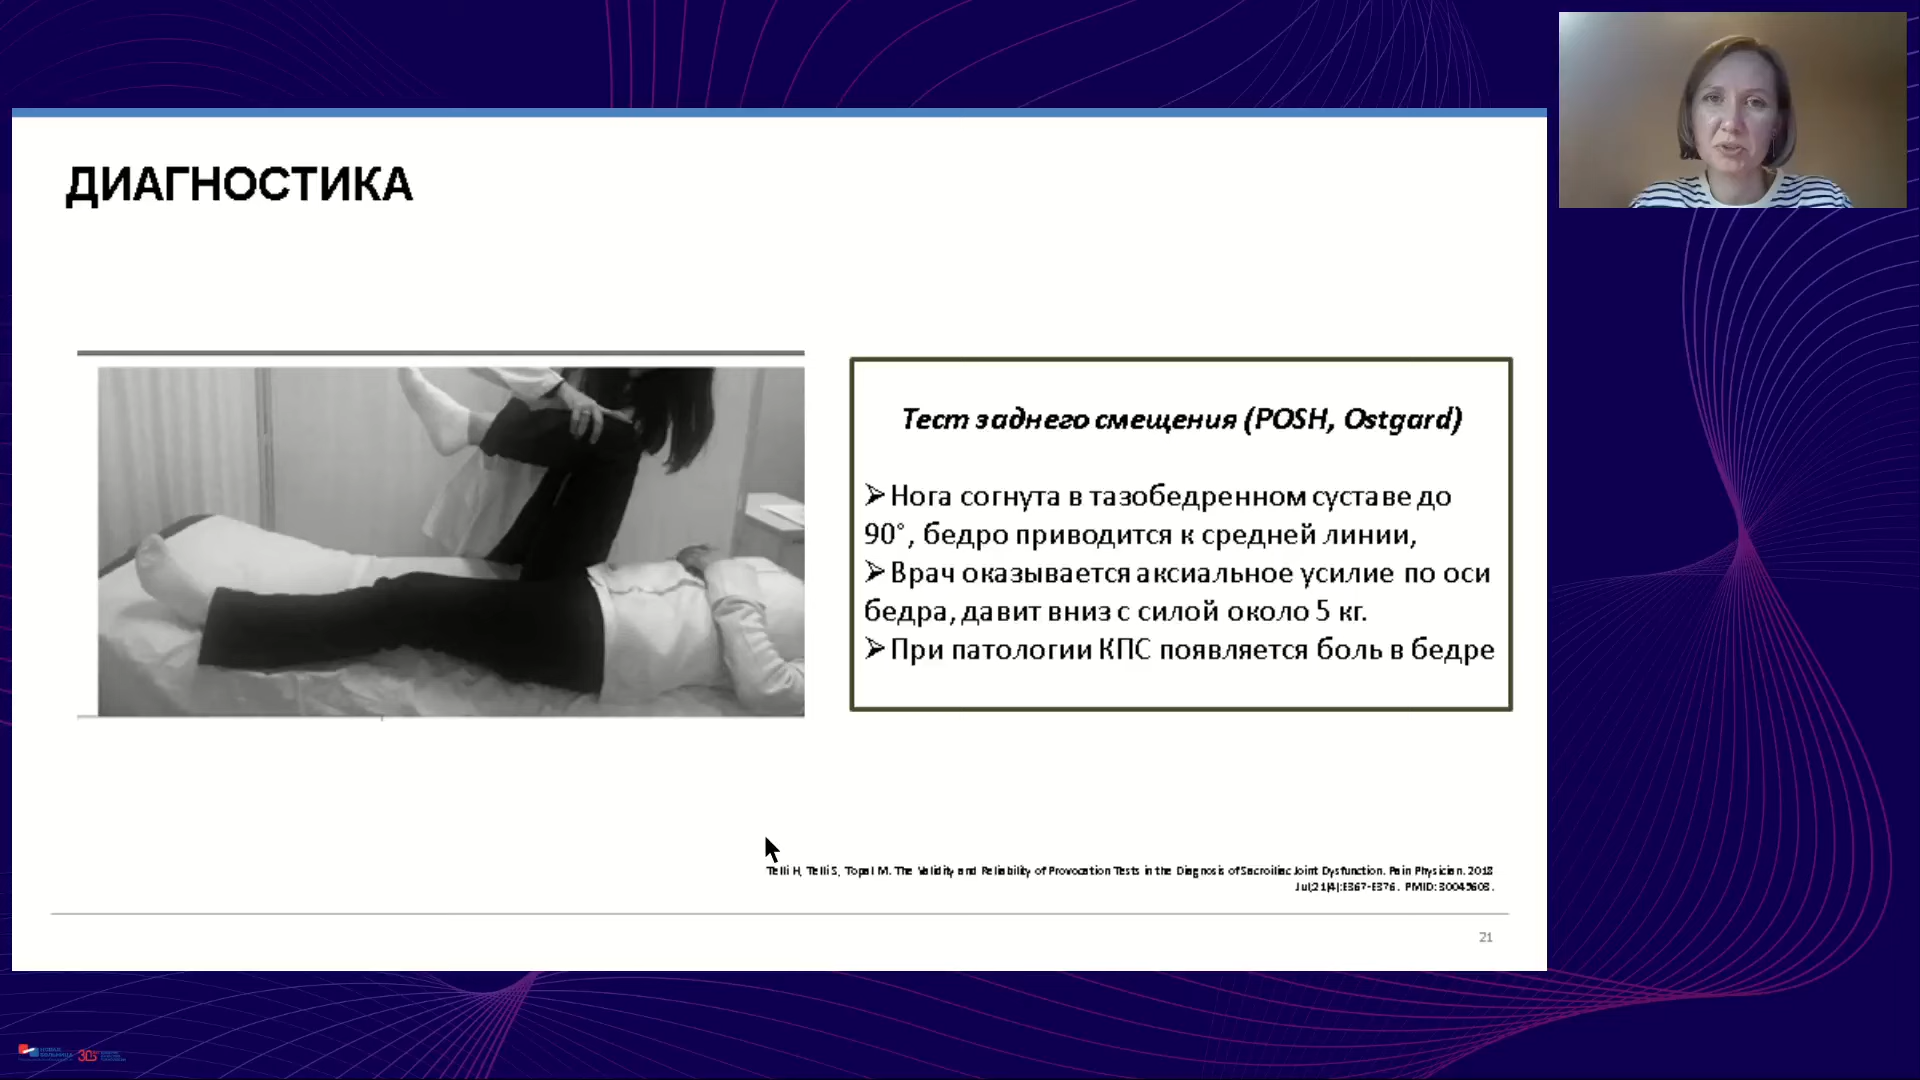 ДИАГНОСТИКА
Тест заднего смещения (POSH, Ostgard)
➢Нога согнута в тазобедренном суставе до
90°, бедро приводится к средней линии,
➢Врач оказывается аксиальное усилие по оси
бедра, давит вниз с силой около 5 кг.
➢При патологии КПС появляется боль в бедре
Telli H, Telli S, Topal M. The Validity and Reliability of Provocation Tests in the Diagnosis of Sacroiliac Joint Dysfunction. Pain Physician. 2018
Jul;21(4):E367-E376. PMID: 30045603.
21
НОВАЯ
БОЛЬНИЦА
30